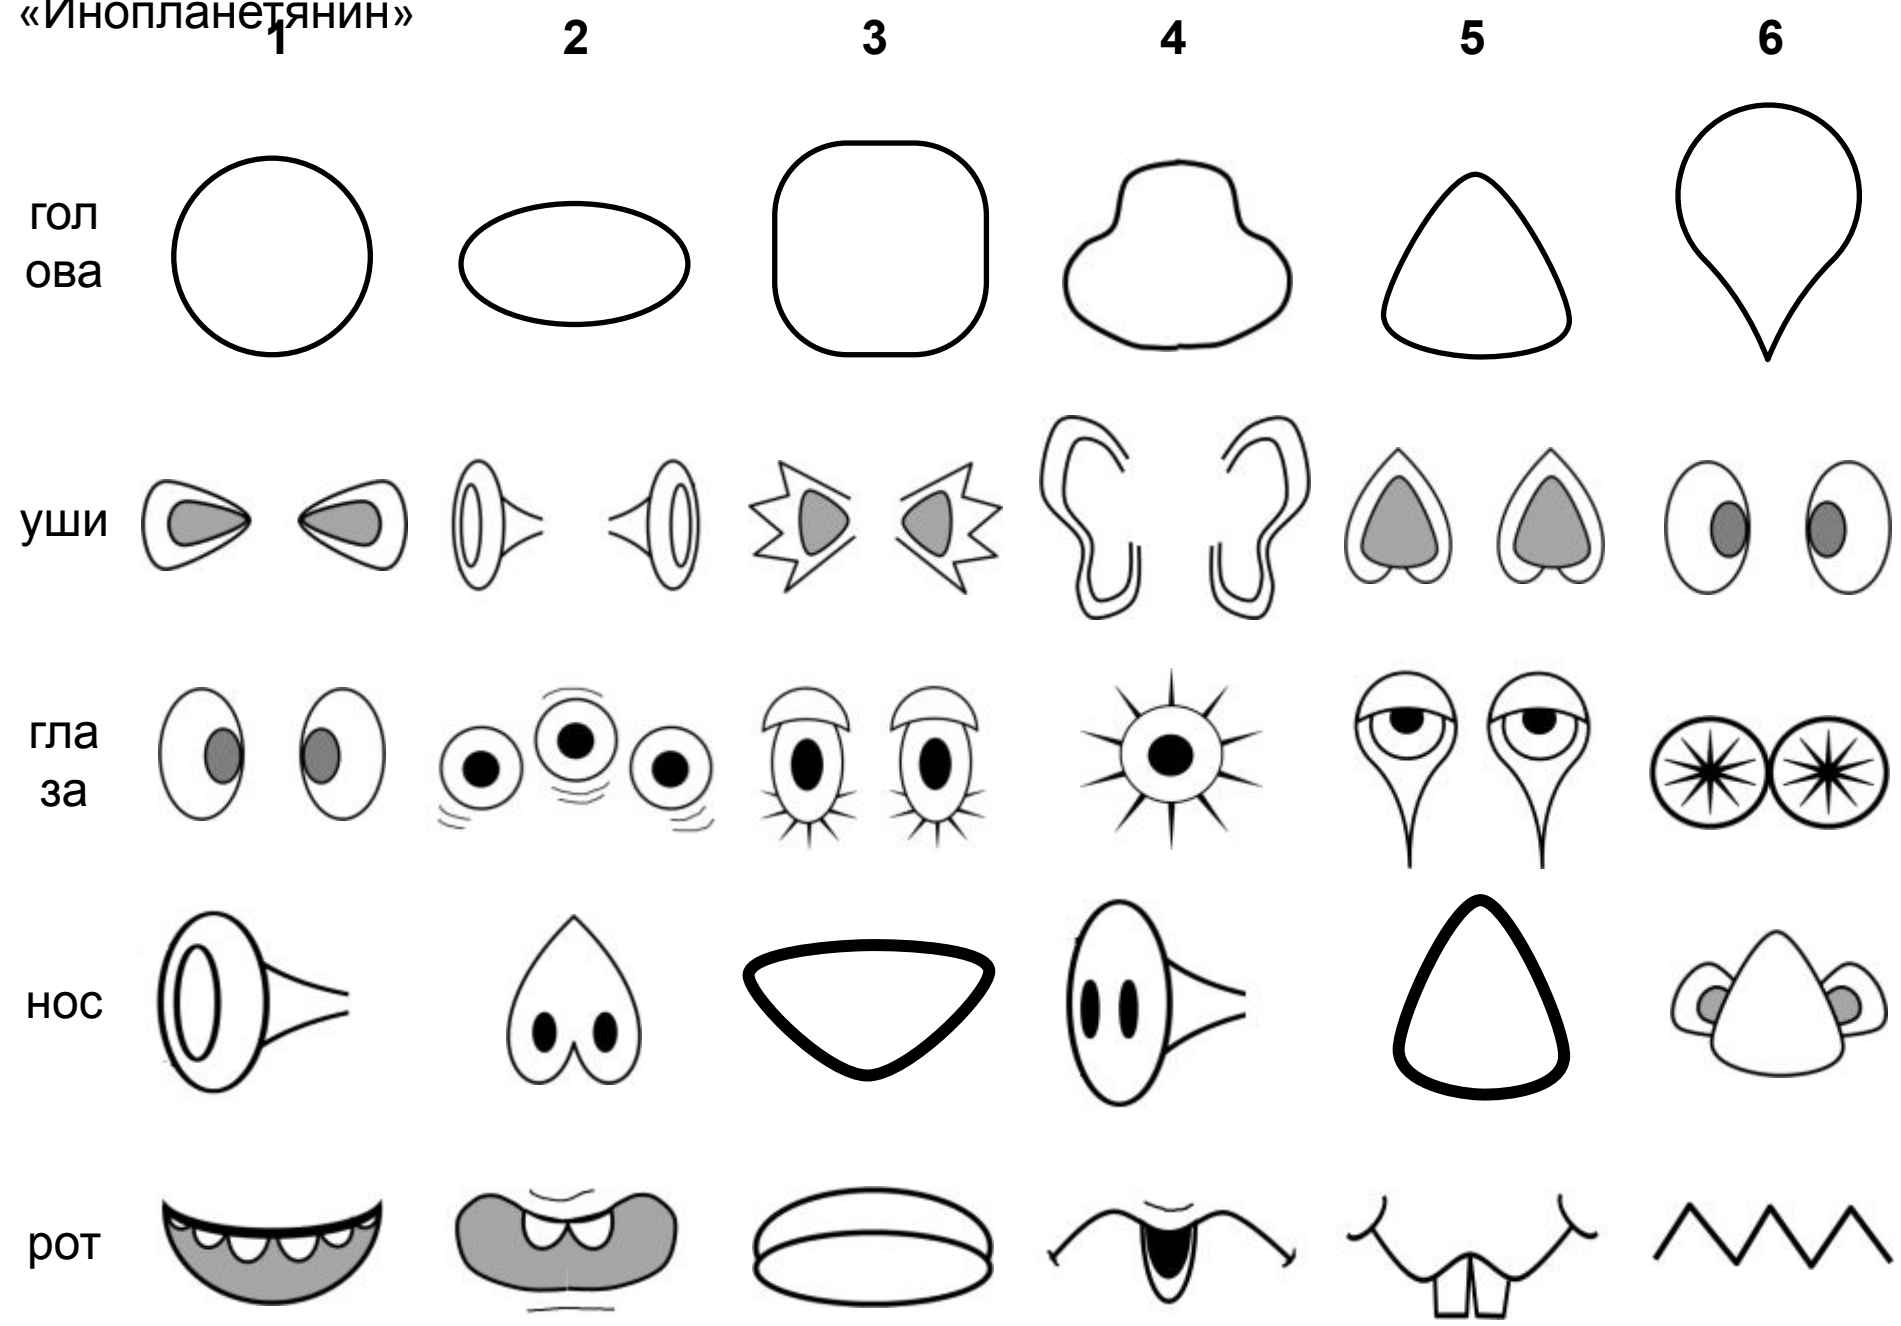 «Инопланетянин»
1 2 3 4 5 6
гол
ова
уши
гла
за
нос
рот